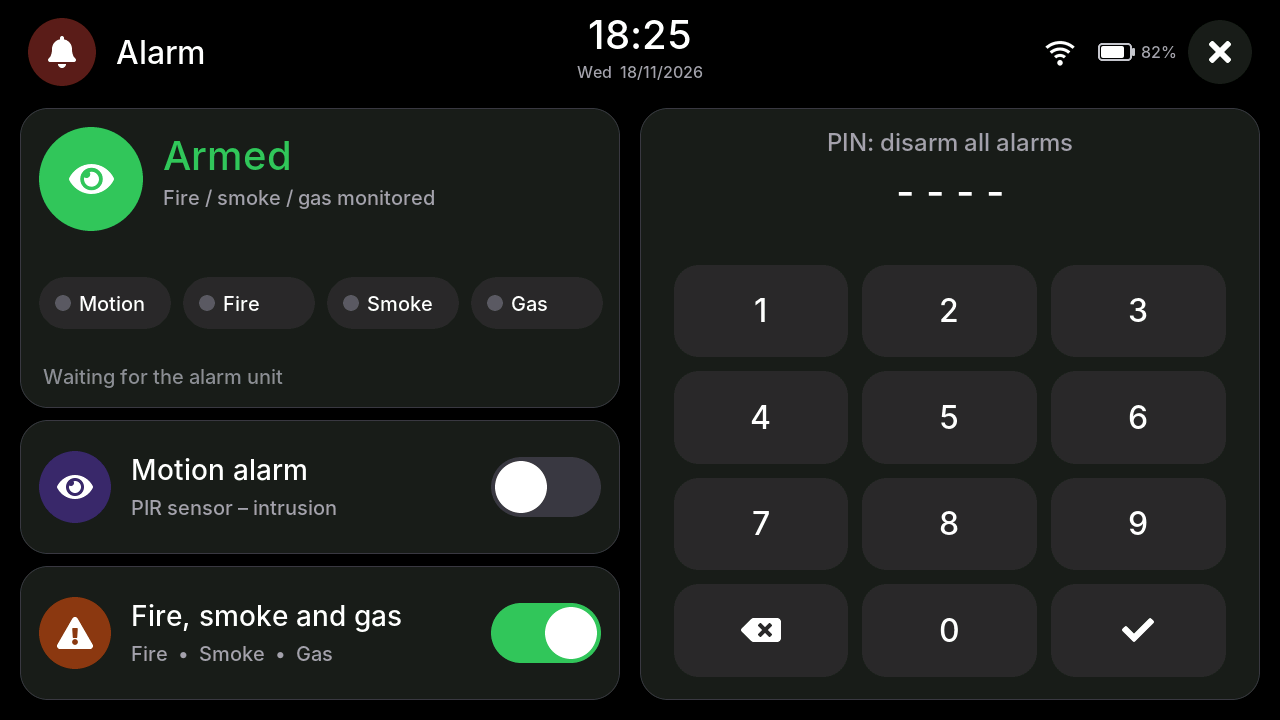 Alarm
18:25
Wed 18/11/2026
82%
Armed
Fire / smoke / gas monitored
Motion
Fire
Smoke
Gas
Waiting for the alarm unit
Motion alarm
PIR sensor – intrusion
Fire, smoke and gas
Fire • Smoke • Gas
PIN: disarm all alarms
- - - -
1 2 3
4 5 6
7 8 9
0